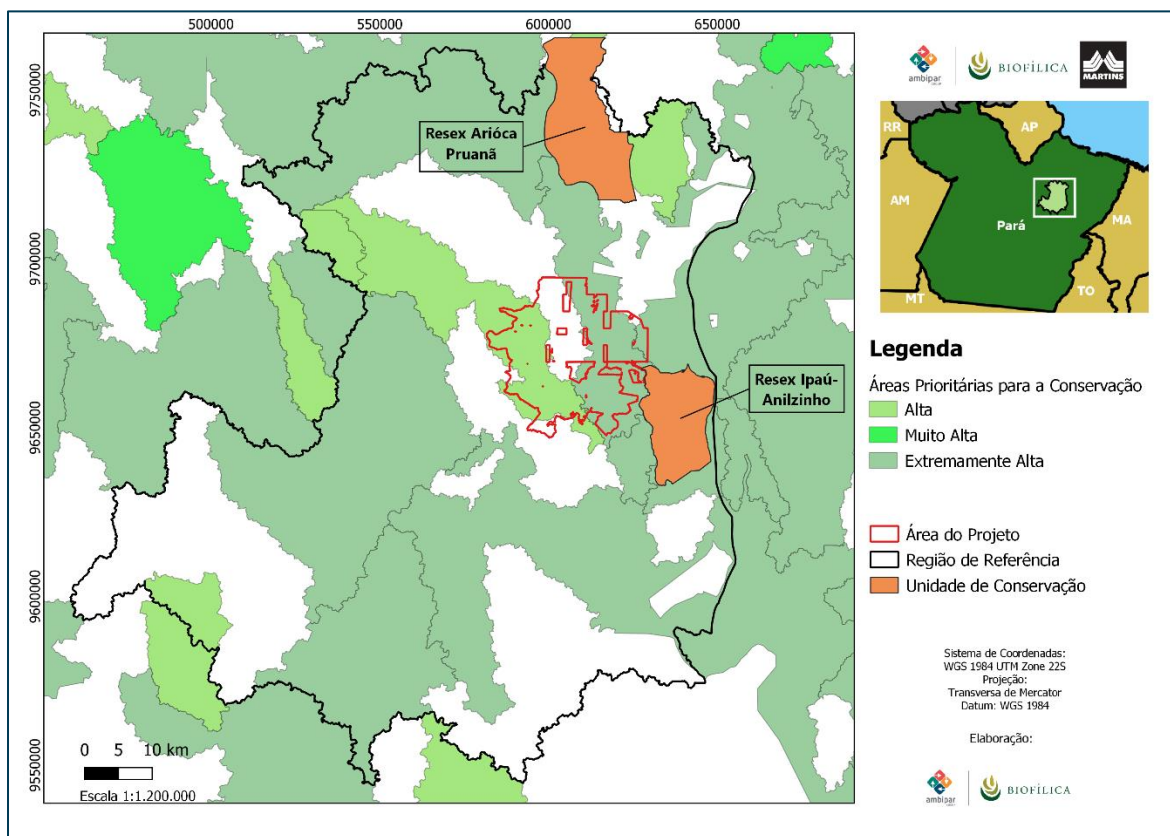 500000
550000
600000
650000
9750000
9700000
9650000
9600000
9550000
Resex Arióca
Pruanã
Resex Ipaú-
Anilzinho
0 5 10 km
Escala 1:1.200.000
ambipar
BIOFÍLICA
MARTINS
RR
AP
AM
Pará
MA
MT
TO
Legenda
Áreas Prioritárias para a Conservação
Alta
Muito Alta
Extremamente Alta
Área do Projeto
Região de Referência
Unidade de Conservação
Sistema de Coordenadas:
WGS 1984 UTM Zone 22S
Projeção:
Transversa de Mercator
Datum: WGS 1984
Elaboração:
ambipar
BIOFÍLICA